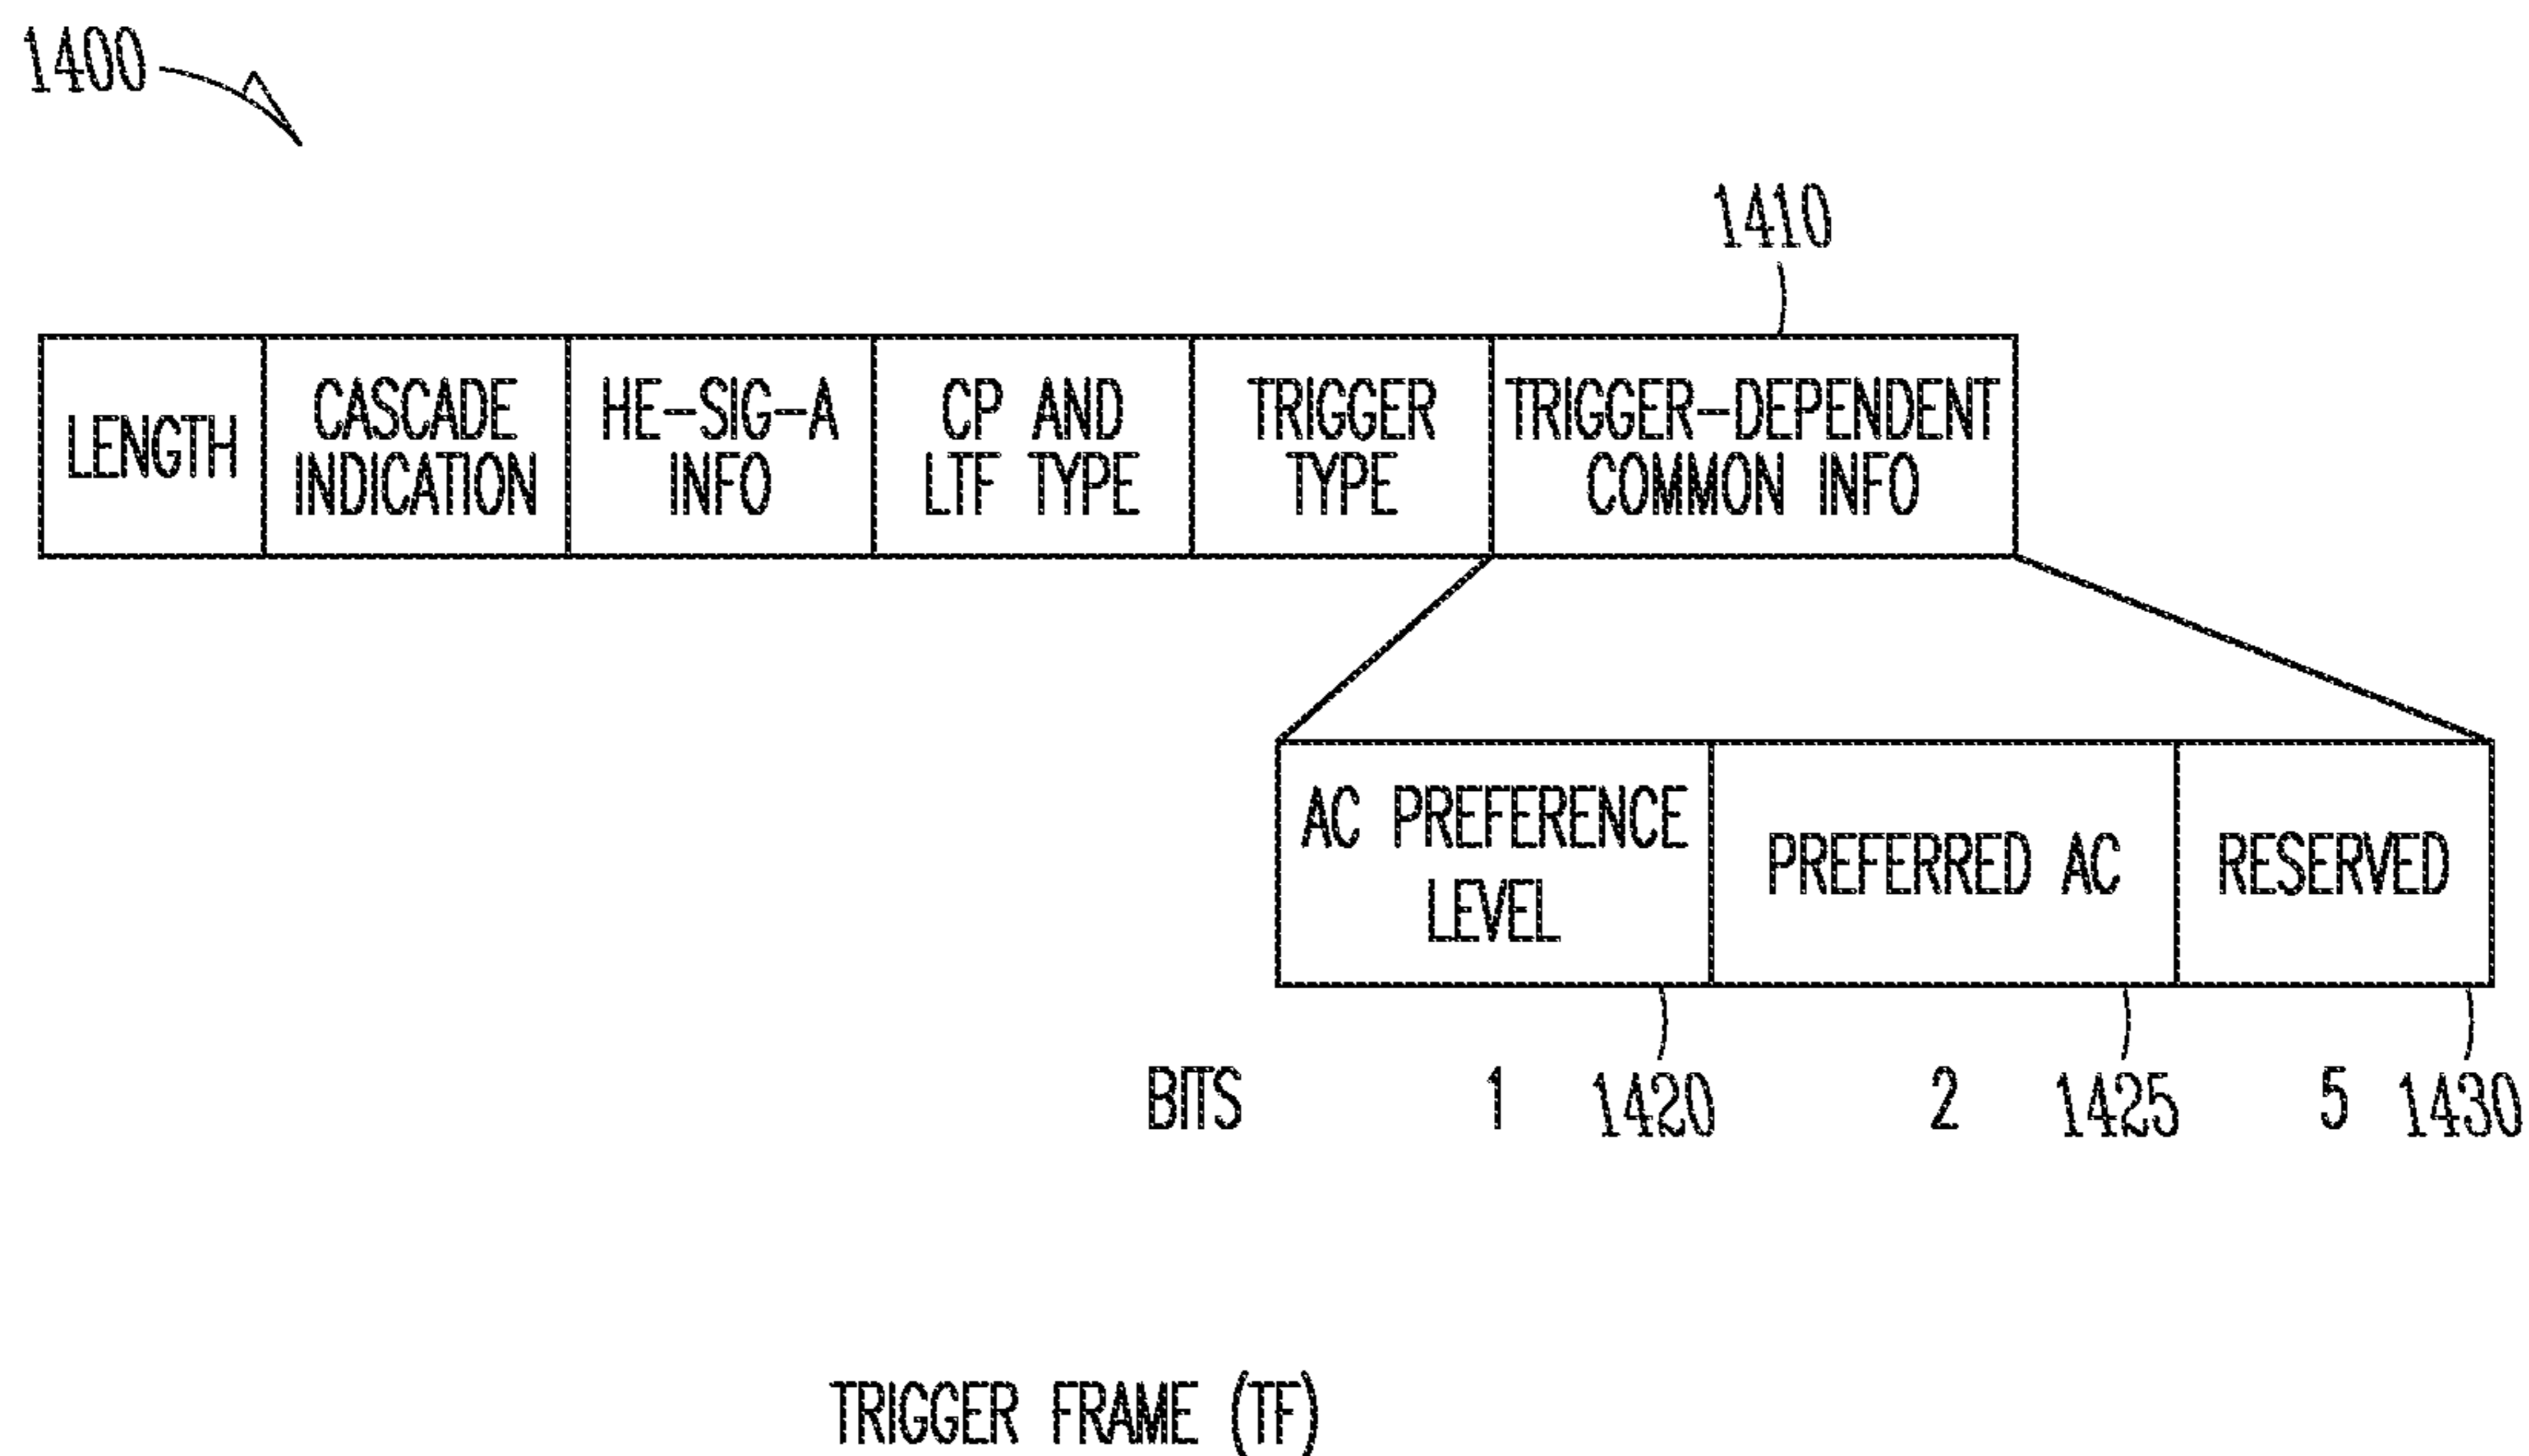 1400
1410
LENGTH
CASCADE
INDICATION
HE-SIG-A
INFO
CP AND
LTF TYPE
TRIGGER
TYPE
TRIGGER-DEPENDENT
COMMON INFO
AC PREFERENCE
LEVEL
PREFERRED AC
RESERVED
BITS 1 1420 2 1425 5 1430
TRIGGER FRAME (TF)